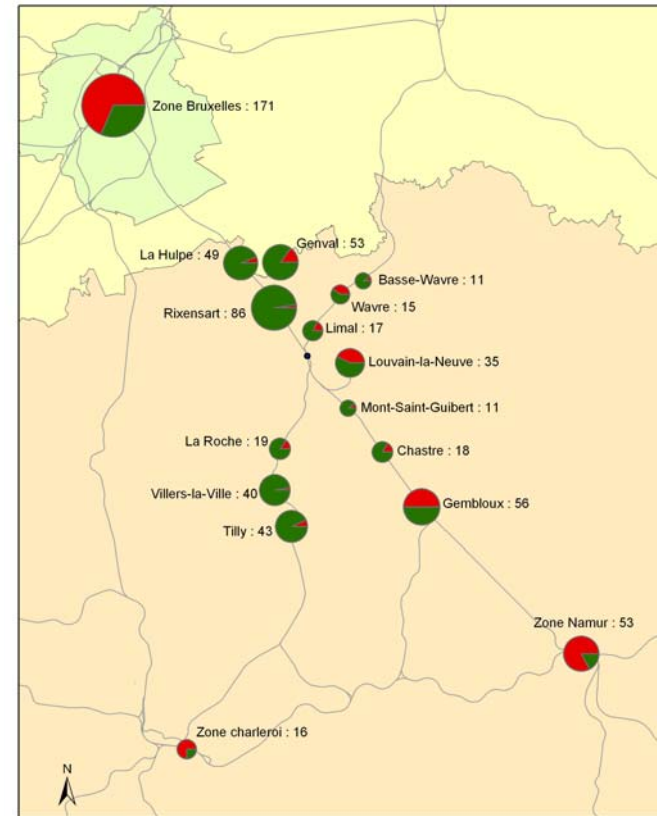 Zone Bruxelles : 171
Genval : 53
La Hulpe : 49
Basse-Wavre : 11
Wavre : 15
Rixensart : 86
Limal : 17
Louvain-la-Neuve : 35
Mont-Saint-Guibert : 11
La Roche : 19
Chastre : 18
Villers-la-Ville : 40
Gembloux : 56
Tilly : 43
Zone Namur : 53
Zone charleroi : 16
N